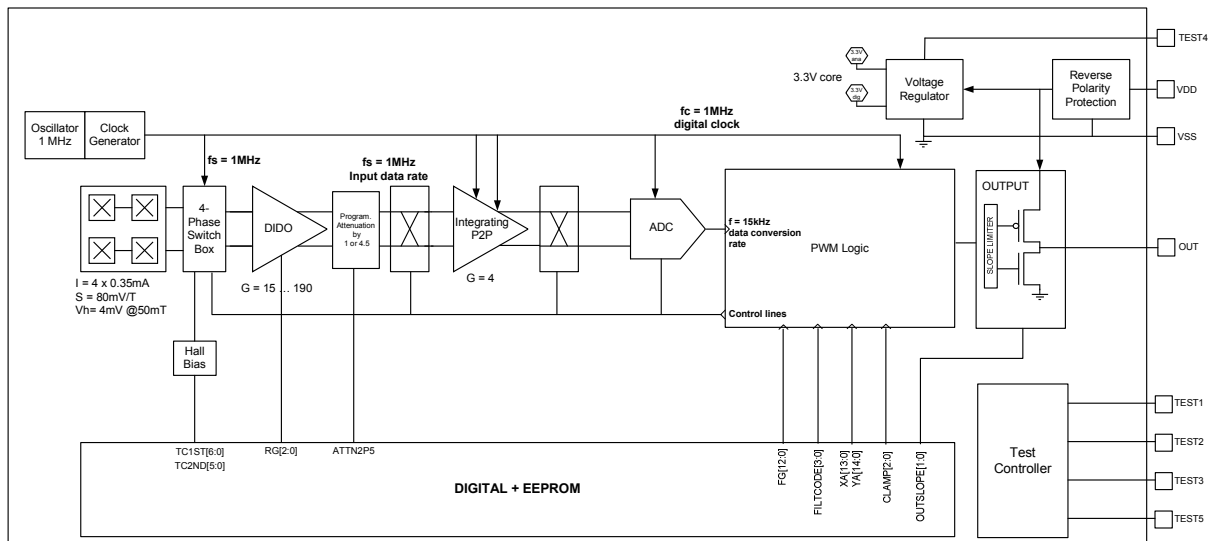 TEST4
3.3V
ana
3.3V core
3.3V
dig
Voltage
Regulator
Reverse
Polarity
Protection
VDD
VSS
fc = 1MHz
digital clock
Oscillator
1 MHz
Clock
Generator
fs = 1MHz
fs = 1MHz
Input data rate
4-
Phase
Switch
Box
DIDO
Program.
Attenuation
by
1 or 4.5
Integrating
P2P
ADC
f = 15kHz
data conversion
rate
PWM Logic
OUTPUT
SLOPE LIMITER
OUT
I = 4 x 0.35mA
S = 80mV/T
Vh= 4mV @50mT
G = 15 ... 190
G = 4
Control lines
Hall
Bias
TC1ST[6:0]
TC2ND[5:0]
RG[2:0]
ATTN2P5
FG[12:0]
FILTCODE[3:0]
XA[13:0]
YA[14:0]
CLAMP[2:0]
OUTSLOPE[1:0]
DIGITAL + EEPROM
Test
Controller
TEST1
TEST2
TEST3
TEST5